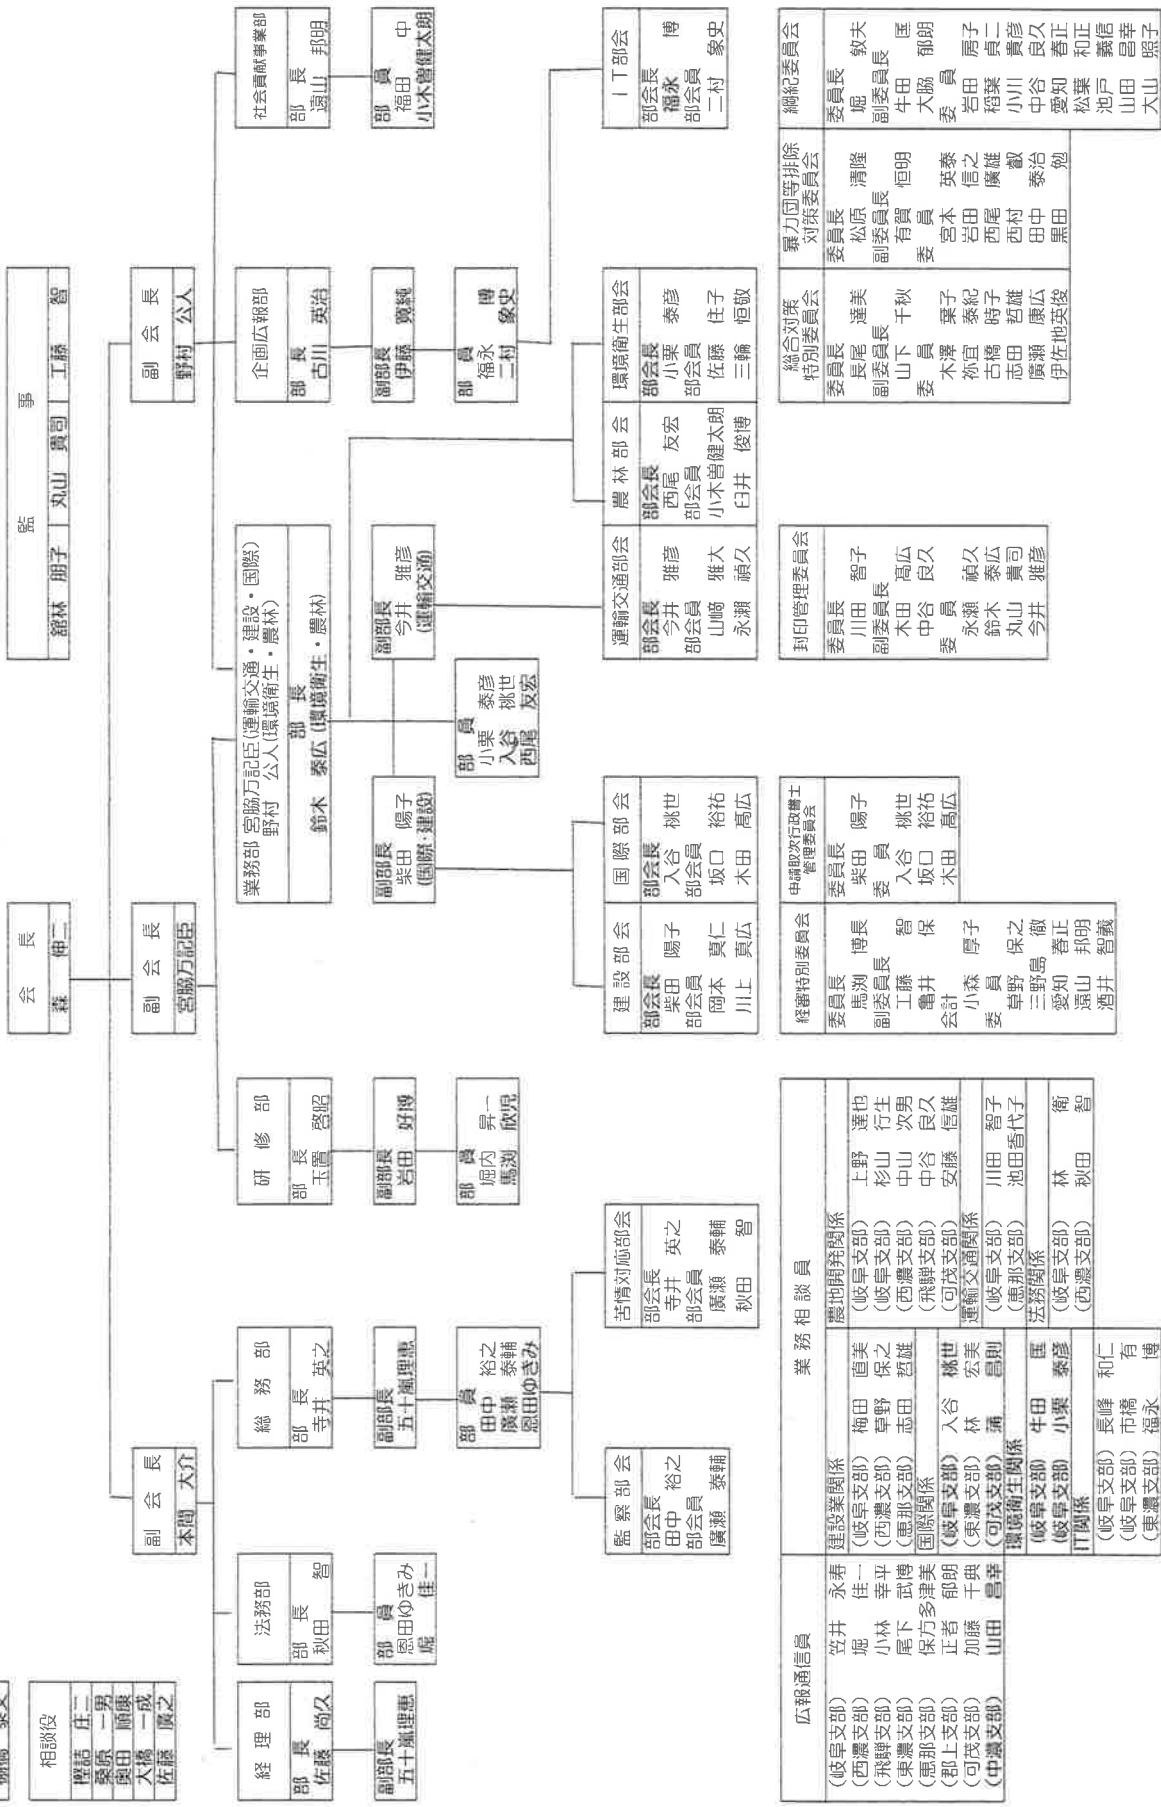 会長
森 伸二
監事
舘林 朋子 丸山 貴司 工藤 智
相談役
樫詰 庄二
桑原 一男
奥田 順康
大橋 一成
佐藤 廣之
副会長
本間 大介
副会長
宮脇万記臣
副会長
野村 公人
経理部
部長
佐藤 尚久
副部長
五十嵐理恵
法務部
部長
秋田 智
部員
恩田ゆきみ
堀 佳一
総務部
部長
寺井 英之
副部長
五十嵐理恵
部員
田中 裕之
廣瀬 泰輔
恩田ゆきみ
監察部会
部会長
田中 裕之
部会員
廣瀬 泰輔
苦情対応部会
部会長
寺井 英之
部会員
廣瀬 泰輔
秋田 智
研修部
部長
玉置 啓昭
副部長
岩田 好博
部員
堀内 昇一
馬渕 欣児
業務部 宮脇万記臣(運輸交通・建設・国際)
野村 公人(環境衛生・農林)
部長
鈴木 泰広(環境衛生・農林)
副部長
柴田 陽子
(国際・建設)
副部長
今井 雅彦
(運輸交通)
部員
小栗 泰彦
入谷 桃世
西尾 友宏
企画広報部
部長
古川 英治
副部長
伊藤 寛純
部員
福永 博
二村 象史
社会貢献事業部
部長
遠山 邦明
部員
福田 中
小木曽健太朗
建設部会
部会長
柴田 陽子
部会員
岡本 真仁
川上 真広
国際部会
部会長
入谷 桃世
部会員
坂口 裕祐
木田 髙広
運輸交通部会
部会長
今井 雅彦
部会員
山﨑 雅大
永瀬 禎久
農林部会
部会長
西尾 友宏
部会員
小木曽健太朗
臼井 俊博
環境衛生部会
部会長
小栗 泰彦
部会員
佐藤 住子
三輪 恒敬
IT部会
部会長
福永 博
部会員
二村 象史
広報通信員
(岐阜支部) 笠井 永寿
(西濃支部) 堀 佳一
(飛騨支部) 小林 幸平
(東濃支部) 尾下 武博
(恵那支部) 保方多津美
(郡上支部) 正者 郁朗
(可茂支部) 加藤 千典
(中濃支部) 山田 昌幸
業務相談員
建設業関係
(岐阜支部) 梅田 直美
(西濃支部) 草野 保之
(恵那支部) 志田 哲雄
国際関係
(岐阜支部) 入谷 桃世
(東濃支部) 林 宏美
(可茂支部) 蒲 昌則
環境衛生関係
(岐阜支部) 牛田 匡
(岐阜支部) 小栗 泰彦
IT関係
(岐阜支部) 長峰 和仁
(岐阜支部) 市橋 有
(東濃支部) 福永 博
農地開発関係
(岐阜支部) 上野 達也
(岐阜支部) 杉山 行生
(西濃支部) 中山 次男
(飛騨支部) 中谷 良久
(可茂支部) 安藤 信雄
運輸交通関係
(岐阜支部) 川田 智子
(恵那支部) 池田香代子
法務関係
(岐阜支部) 林 衛
(西濃支部) 秋田 智
経審特別委員会
委員長
馬渕 博長
副委員長
工藤 智
亀井 保
会計
小森 厚子
委員
草野 保之
三野島 徹
愛知 春正
遠山 邦明
酒井 智義
申請取次行政書士
管理委員会
委員長
柴田 陽子
委員
入谷 桃世
坂口 裕祐
木田 髙広
封印管理委員会
委員長
川田 智子
副委員長
木田 髙広
中谷 良久
委員
永瀬 禎久
鈴木 泰広
丸山 貴司
今井 雅彦
総合対策
特別委員会
委員長
長尾 達美
副委員長
山下 千秋
委員
木澤 葉子
祢宜 泰紀
古橋 時子
志田 哲雄
廣瀬 康広
伊佐地英俊
暴力団等排除
対策委員会
委員長
松原 清隆
副委員長
有賀 恒明
委員
宮本 英泰
岩田 信之
西尾 廣雄
西村 叡
田中 泰治
黒田 勉
綱紀委員会
委員長
堀 敦夫
副委員長
牛田 匡
大脇 郁朗
委員
岩田 房子
稲葉 貞二
小川 貴彦
中谷 良久
愛知 春正
松葉 和正
池戸 義信
山田 昌幸
大山 照子